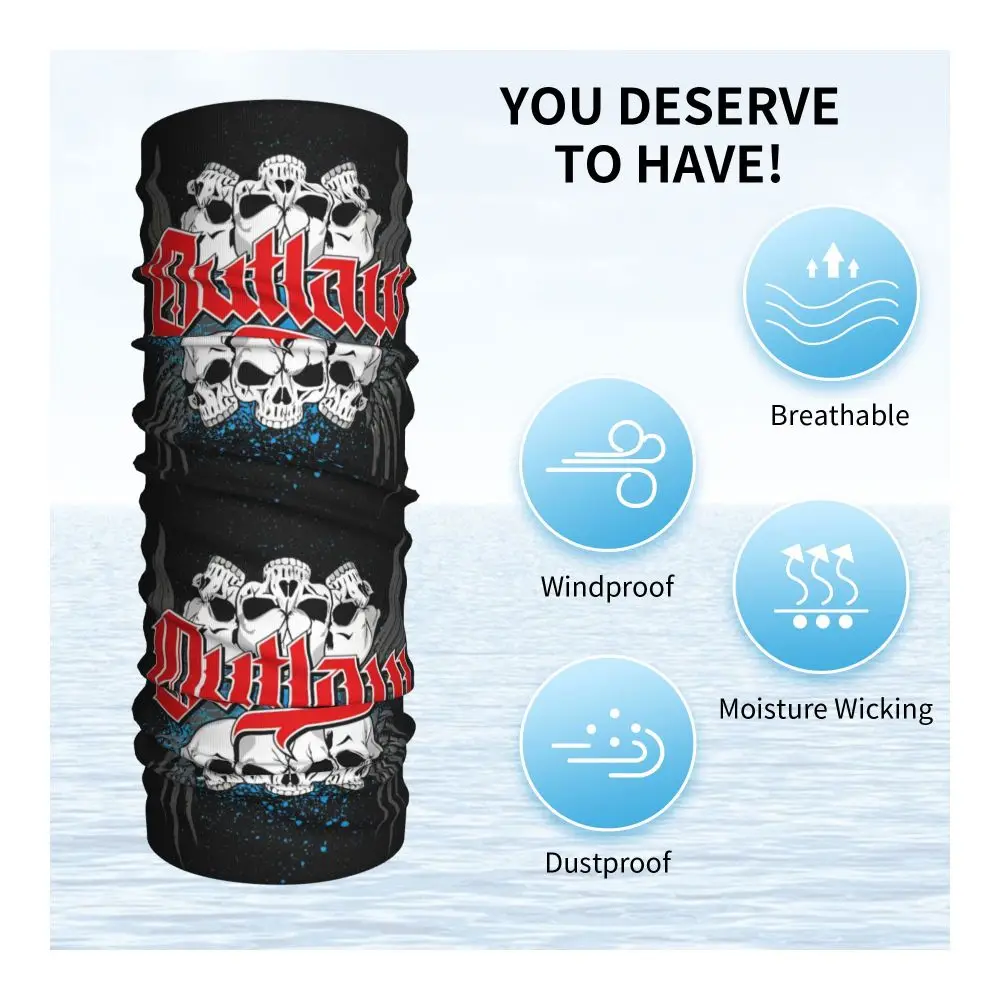 YOU DESERVE
TO HAVE!
Outlaw
Breathable
Windproof
Moisture Wicking
Outlaw
Dustproof